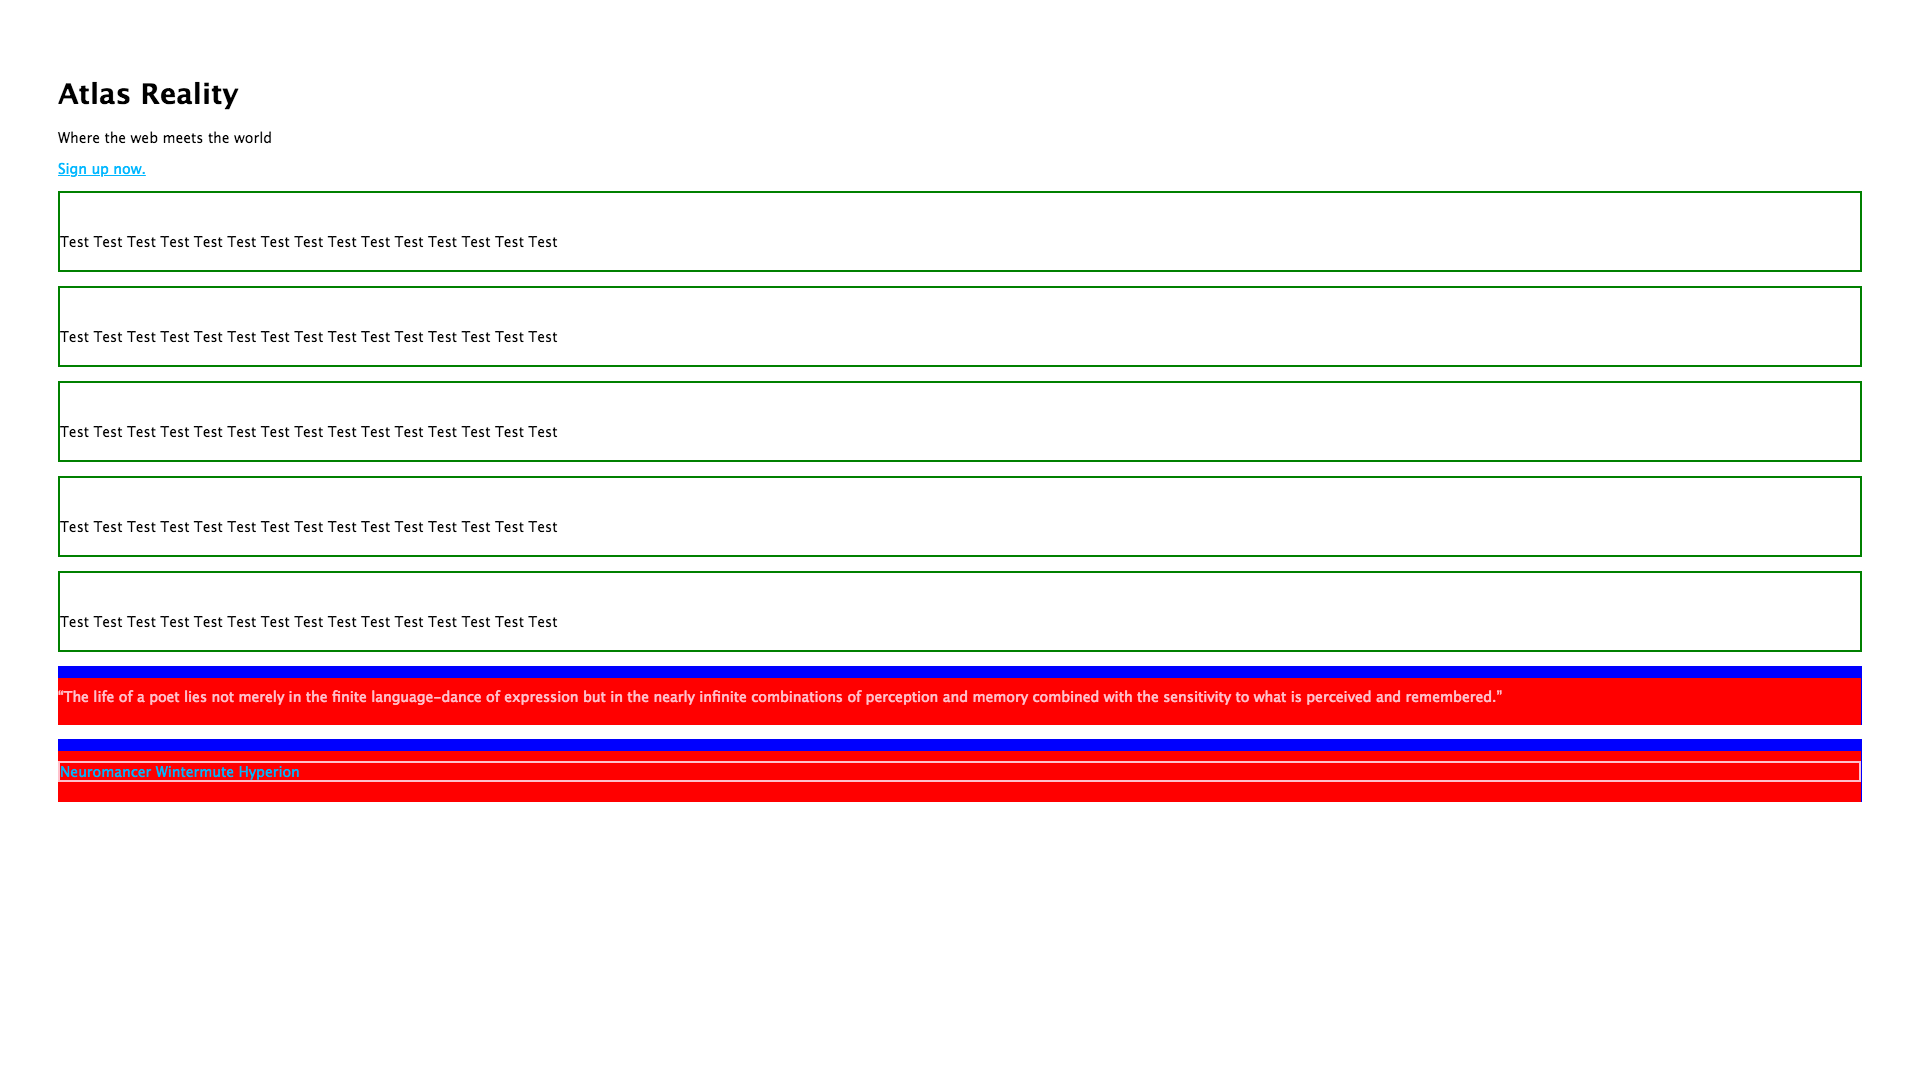 Atlas Reality
Where the web meets the world
Sign up now.
Test Test Test Test Test Test Test Test Test Test Test Test Test Test Test
Test Test Test Test Test Test Test Test Test Test Test Test Test Test Test
Test Test Test Test Test Test Test Test Test Test Test Test Test Test Test
Test Test Test Test Test Test Test Test Test Test Test Test Test Test Test
Test Test Test Test Test Test Test Test Test Test Test Test Test Test Test
“The life of a poet lies not merely in the finite language–dance of expression but in the nearly infinite combinations of perception and memory combined with the sensitivity to what is perceived and remembered.”
Neuromancer Wintermute Hyperion